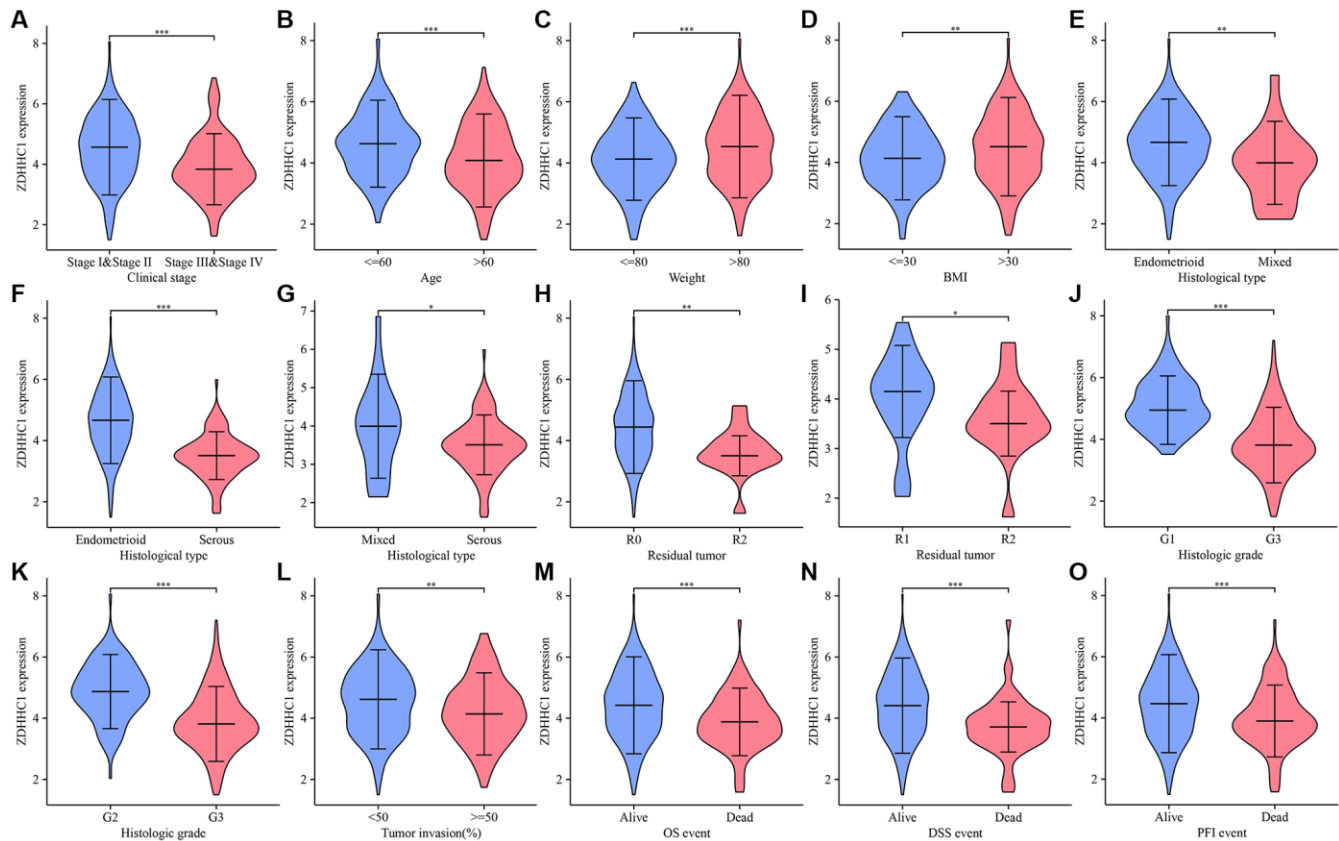 A
***
ZDHHC1 expression
8
6
4
2
Stage I&Stage II
Stage III&Stage IV
Clinical stage
B
***
ZDHHC1 expression
8
6
4
2
<=60
>60
Age
C
***
ZDHHC1 expression
8
6
4
2
<=80
>80
Weight
D
**
ZDHHC1 expression
8
6
4
2
<=30
>30
BMI
E
**
ZDHHC1 expression
8
6
4
2
Endometrioid
Mixed
Histological type
F
***
ZDHHC1 expression
8
6
4
2
Endometrioid
Serous
Histological type
G
*
ZDHHC1 expression
7
6
5
4
3
2
Mixed
Serous
Histological type
H
**
ZDHHC1 expression
8
6
4
2
R0
R2
Residual tumor
I
*
ZDHHC1 expression
6
5
4
3
2
R1
R2
Residual tumor
J
***
ZDHHC1 expression
8
6
4
2
G1
G3
Histologic grade
K
***
ZDHHC1 expression
8
6
4
2
G2
G3
Histologic grade
L
**
ZDHHC1 expression
8
6
4
2
<50
>=50
Tumor invasion(%)
M
***
ZDHHC1 expression
8
6
4
2
Alive
Dead
OS event
N
***
ZDHHC1 expression
8
6
4
2
Alive
Dead
DSS event
O
***
ZDHHC1 expression
8
6
4
2
Alive
Dead
PFI event